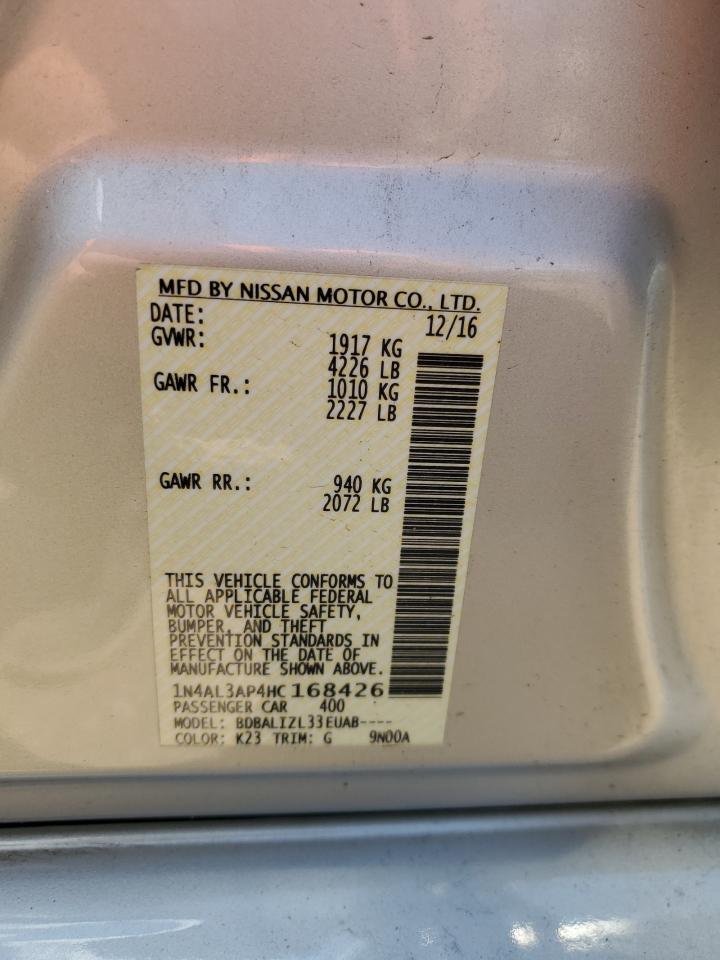 MFD BY NISSAN MOTOR CO., LTD.
DATE: 12/16
GVWR: 1917 KG
4226 LB
GAWR FR.: 1010 KG
2227 LB
GAWR RR.: 940 KG
2072 LB
THIS VEHICLE CONFORMS TO
ALL APPLICABLE FEDERAL
MOTOR VEHICLE SAFETY,
BUMPER, AND THEFT
PREVENTION STANDARDS IN
EFFECT ON THE DATE OF
MANUFACTURE SHOWN ABOVE.
1N4AL3AP4HC168426
PASSENGER CAR 400
MODEL: BDBALIZL33EUAB----
COLOR: K23 TRIM: G 9N00A